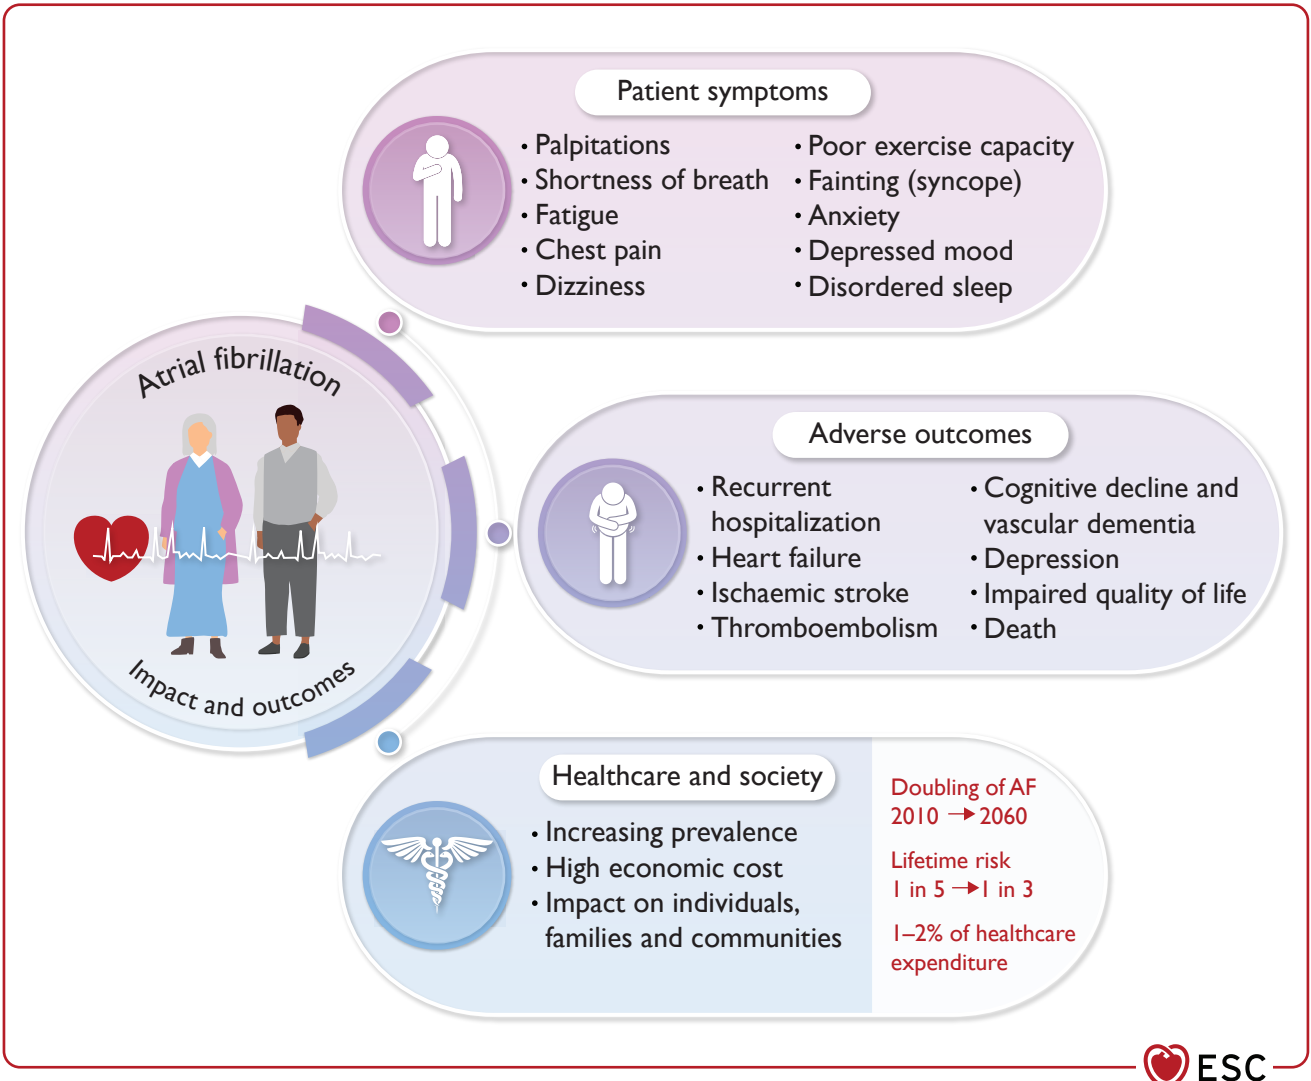 Patient symptoms
• Palpitations
• Shortness of breath
• Fatigue
• Chest pain
• Dizziness
• Poor exercise capacity
• Fainting (syncope)
• Anxiety
• Depressed mood
• Disordered sleep
Atrial fibrillation
Impact and outcomes
Adverse outcomes
• Recurrent
hospitalization
• Heart failure
• Ischaemic stroke
• Thromboembolism
• Cognitive decline and
vascular dementia
• Depression
• Impaired quality of life
• Death
Healthcare and society
• Increasing prevalence
• High economic cost
• Impact on individuals,
families and communities
Doubling of AF
2010 → 2060
Lifetime risk
1 in 5 → 1 in 3
1–2% of healthcare
expenditure
ESC